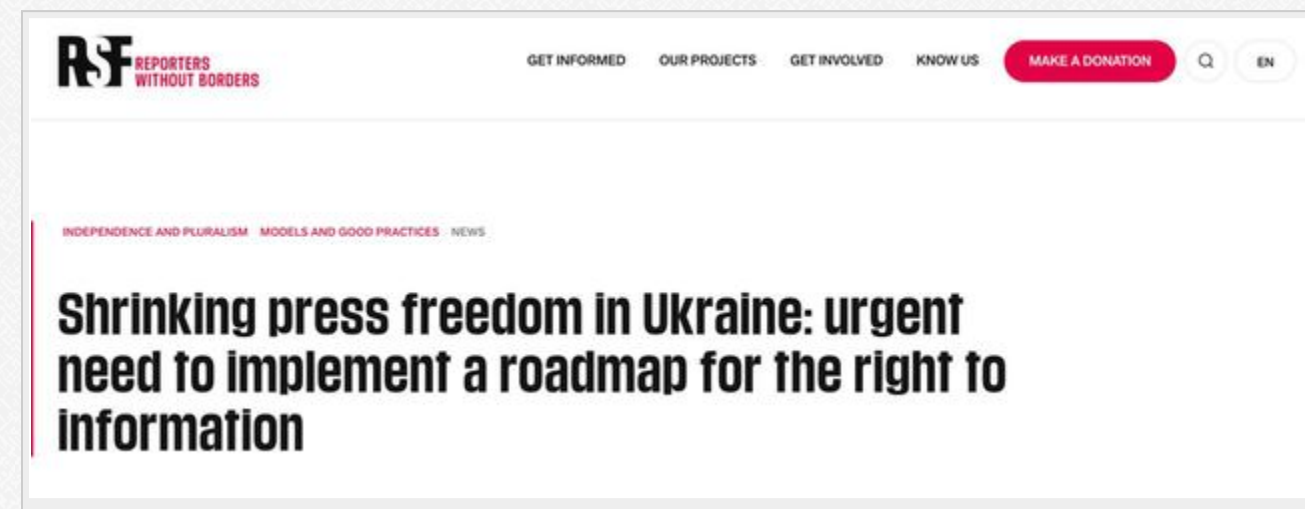 RSF REPORTERS
WITHOUT BORDERS
GET INFORMED OUR PROJECTS GET INVOLVED KNOW US MAKE A DONATION EN
INDEPENDENCE AND PLURALISM MODELS AND GOOD PRACTICES NEWS
Shrinking press freedom in Ukraine: urgent
need to implement a roadmap for the right to
information